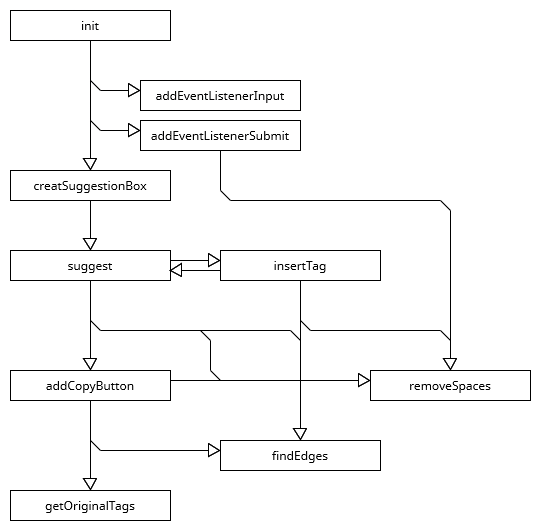 init
addEventListenerInput
addEventListenerSubmit
creatSuggestionBox
suggest
insertTag
addCopyButton
removeSpaces
findEdges
getOriginalTags